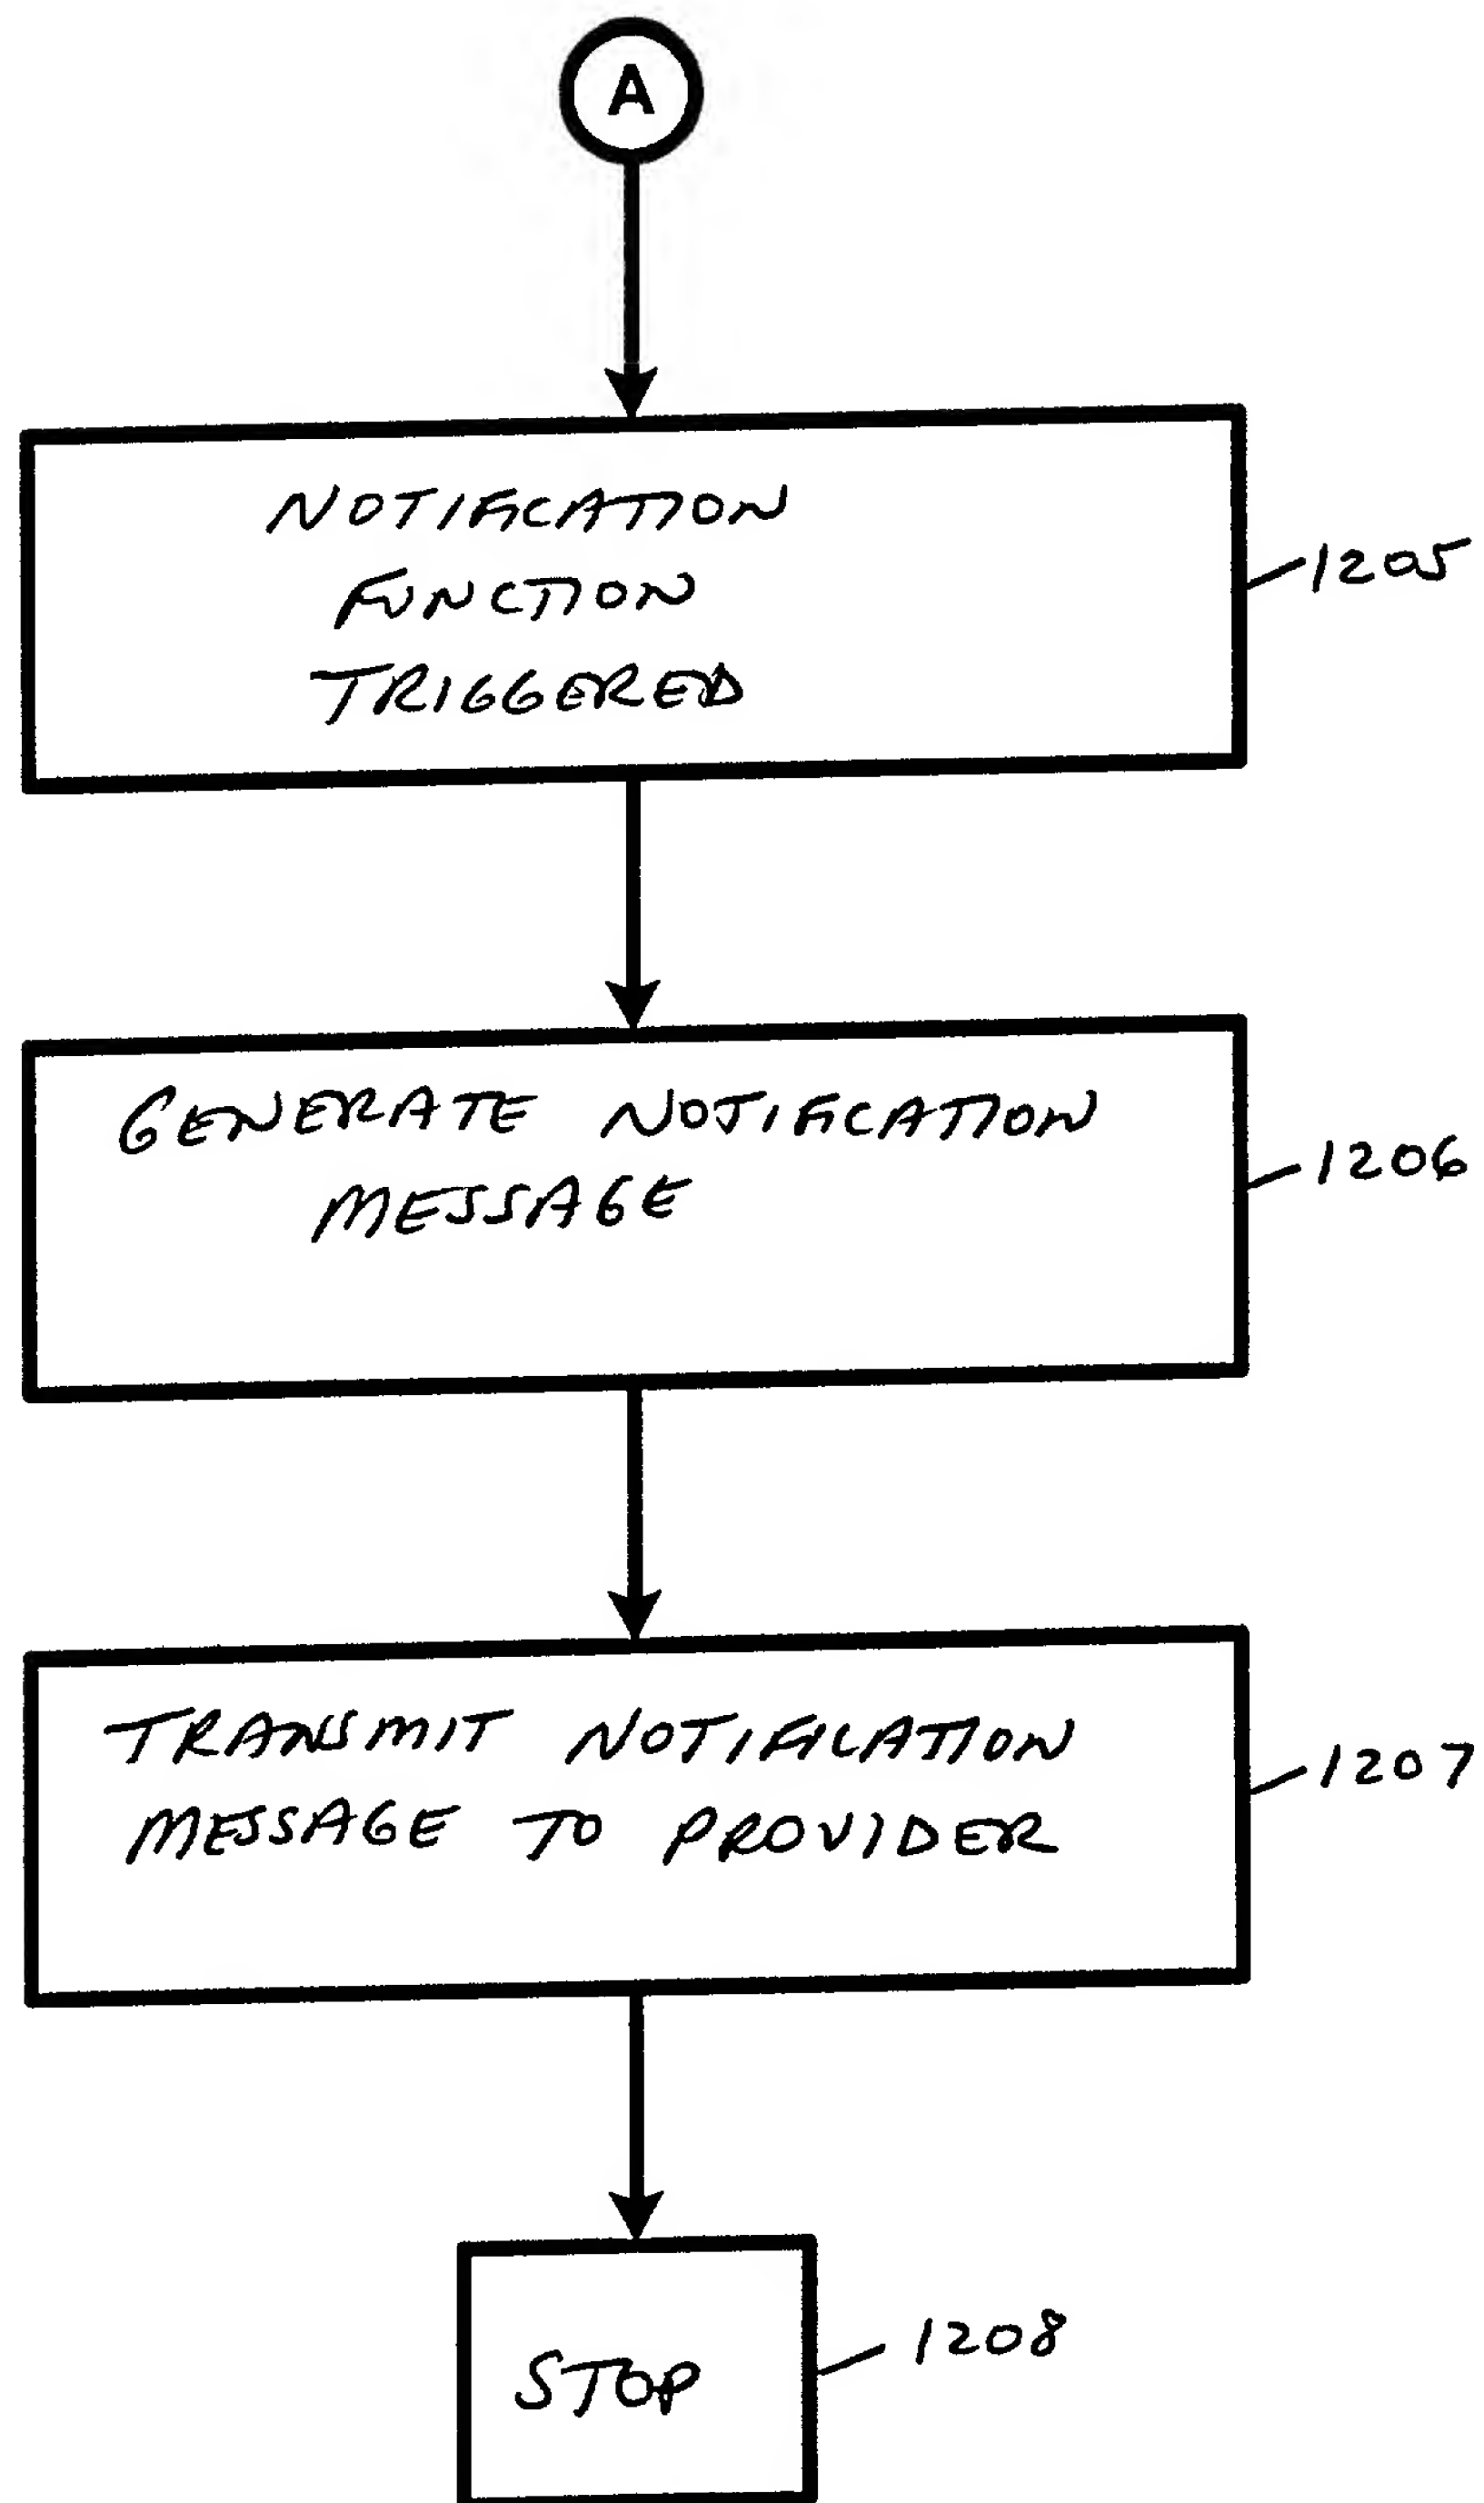 A
NOTIFICATION
FUNCTION
TRIGGERED
1205
GENERATE NOTIFICATION
MESSAGE
1206
TRANSMIT NOTIFICATION
MESSAGE TO PROVIDER
1207
STOP
1208